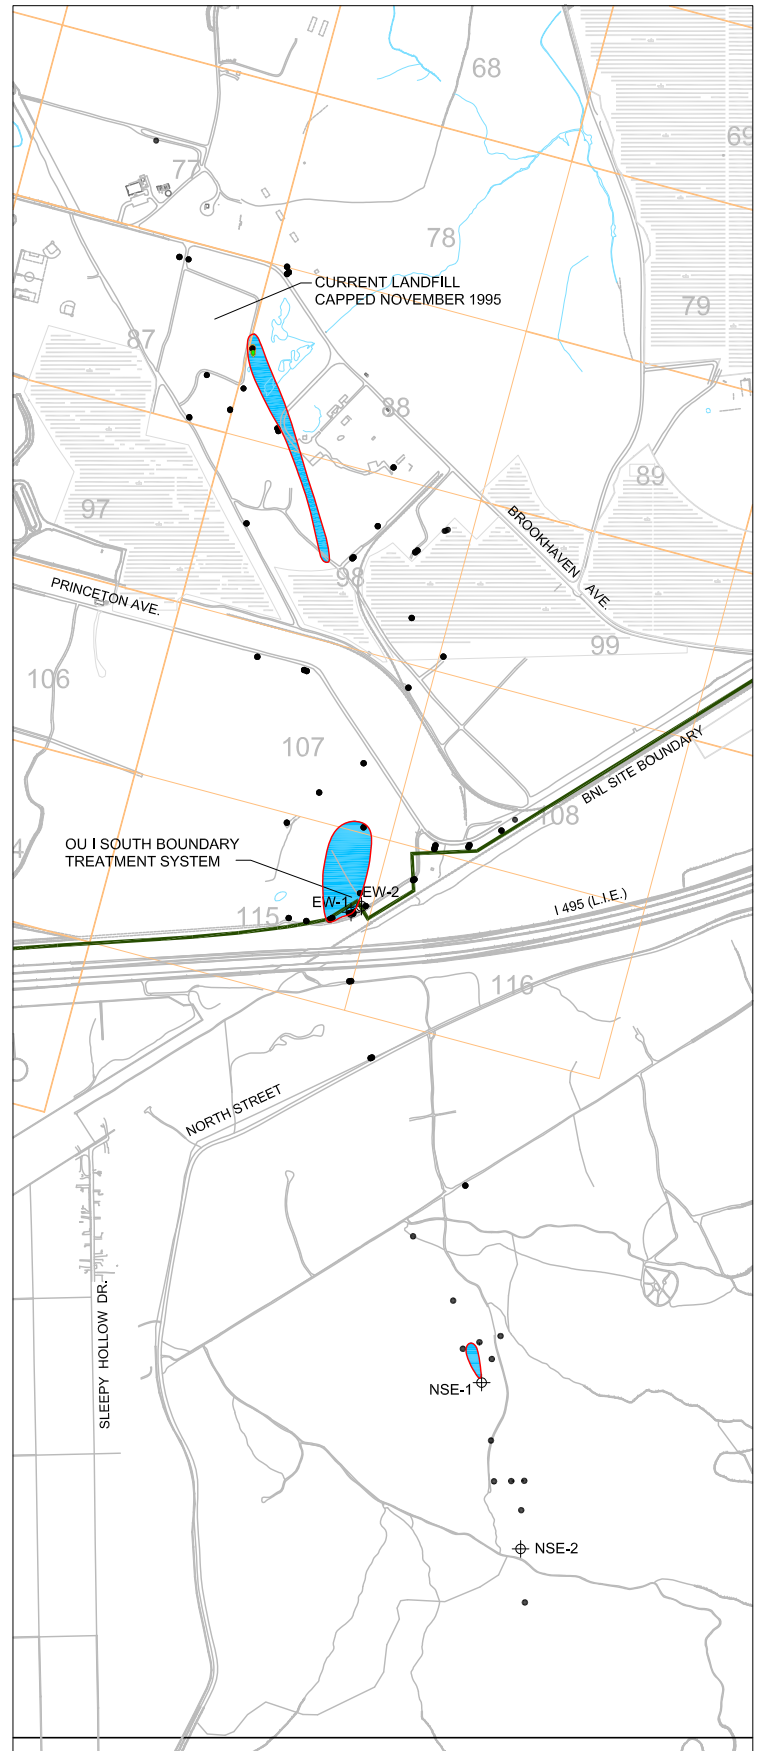 68
69
77
78
CURRENT LANDFILL
CAPPED NOVEMBER 1995
79
87
88
89
97
BROOKHAVEN AVE.
98
PRINCETON AVE.
99
106
107
BNL SITE BOUNDARY
108
OU I SOUTH BOUNDARY
TREATMENT SYSTEM
EW-2
EW-1
I 495 (L.I.E.)
115
116
NORTH STREET
SLEEPY HOLLOW DR.
NSE-1
NSE-2